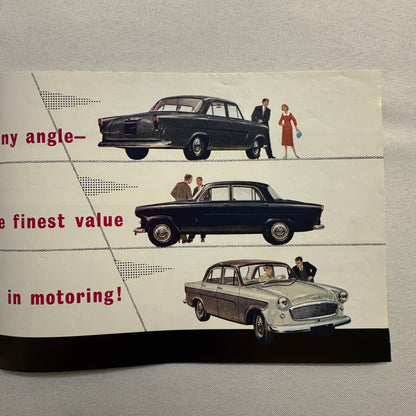 ny angle—
e finest value
in motoring!